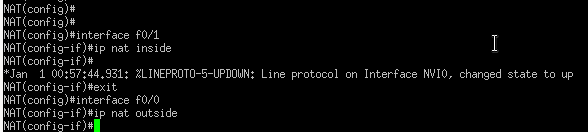 NAT(config)#
NAT(config)#
NAT(config)#interface f0/1
NAT(config-if)#ip nat inside
NAT(config-if)#
*Jan  1 00:57:44.931: %LINEPROTO-5-UPDOWN: Line protocol on Interface NVI0, changed state to up
NAT(config-if)#exit
NAT(config)#interface f0/0
NAT(config-if)#ip nat outside
NAT(config-if)#